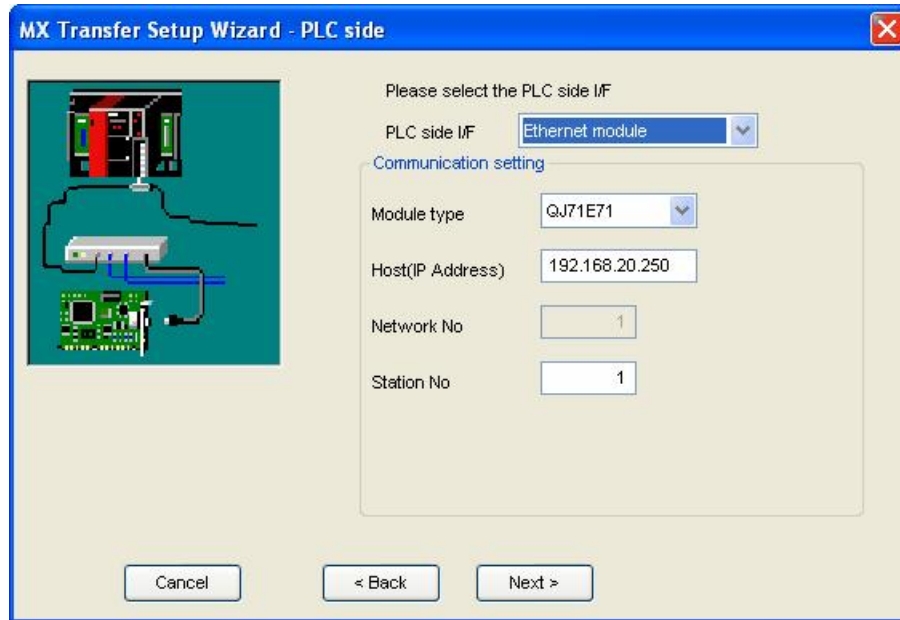 MX Transfer Setup Wizard - PLC side
Please select the PLC side I/F
PLC side I/F Ethernet module
Communication setting
Module type QJ71E71
Host(IP Address) 192.168.20.250
Network No 1
Station No 1
Cancel < Back Next >